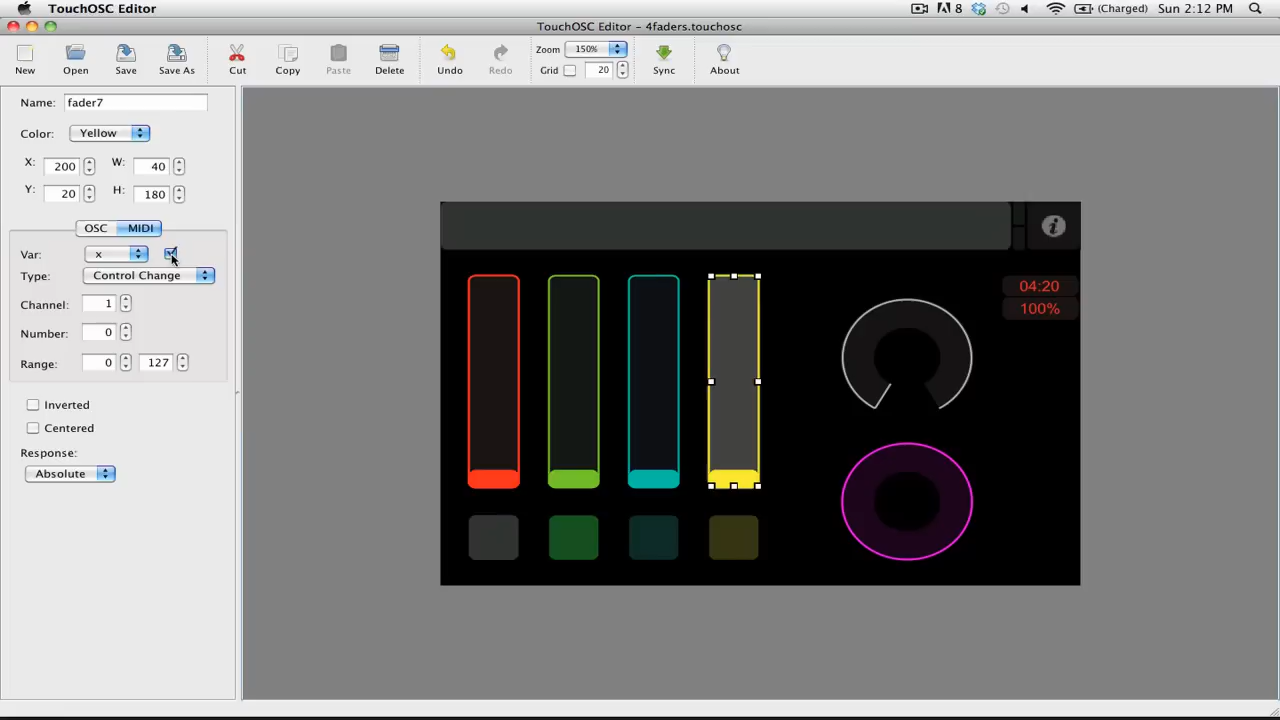 TouchOSC Editor 8 (Charged) Sun 2:12 PM
TouchOSC Editor - 4faders.touchosc
New Open Save Save As Cut Copy Paste Delete Undo Redo Zoom 150% Grid 20 Sync About
Name: fader7
Color: Yellow
X: 200 W: 40
Y: 20 H: 180
OSC MIDI
Var: x
Type: Control Change
Channel: 1
Number: 0
Range: 0 127
Inverted
Centered
Response:
Absolute
i
04:20
100%